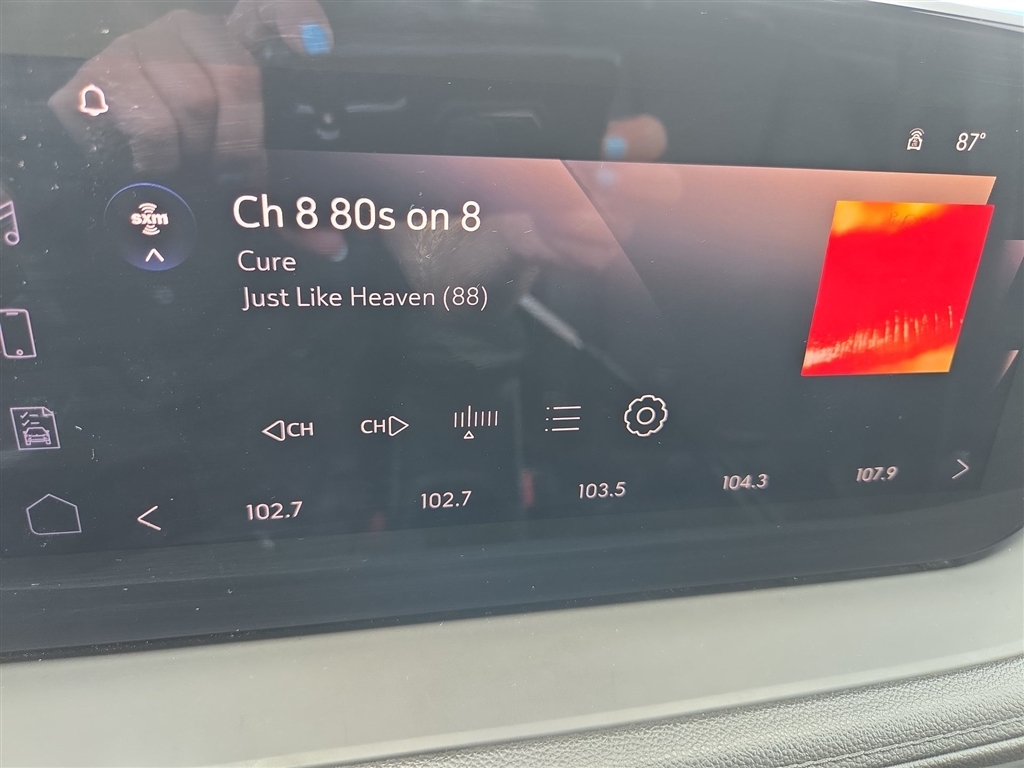 87°
sxm
Ch 8 80s on 8
Cure
Just Like Heaven (88)
CH CH
102.7 102.7 103.5 104.3 107.9